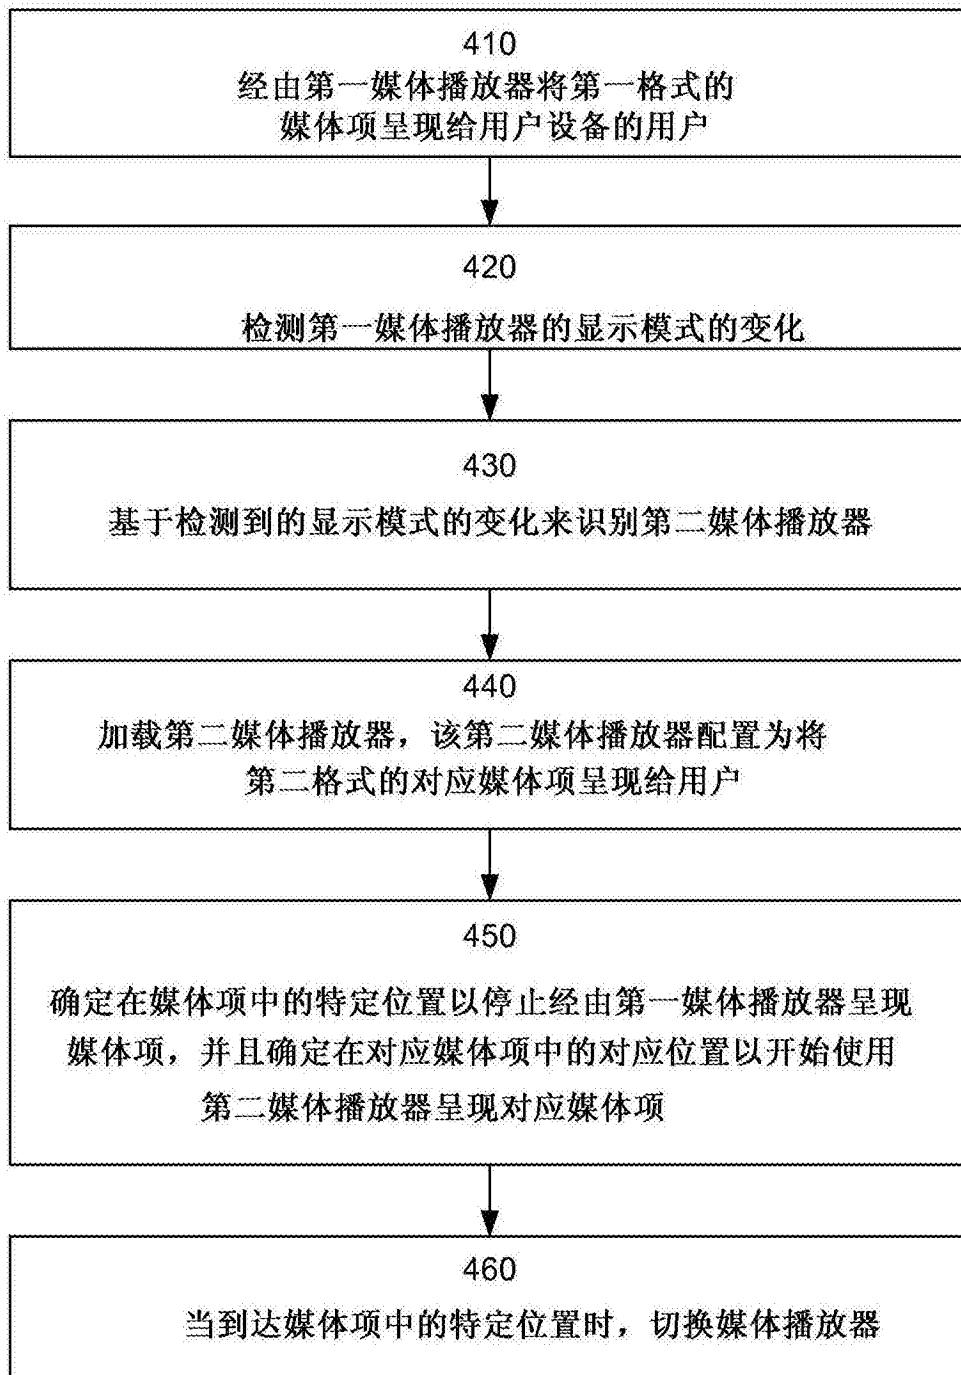 410
经由第一媒体播放器将第一格式的
媒体项呈现给用户设备的用户
420
检测第一媒体播放器的显示模式的变化
430
基于检测到的显示模式的变化来识别第二媒体播放器
440
加载第二媒体播放器，该第二媒体播放器配置为将
第二格式的对应媒体项呈现给用户
450
确定在媒体项中的特定位置以停止经由第一媒体播放器呈现
媒体项，并且确定在对应媒体项中的对应位置以开始使用
第二媒体播放器呈现对应媒体项
460
当到达媒体项中的特定位置时，切换媒体播放器